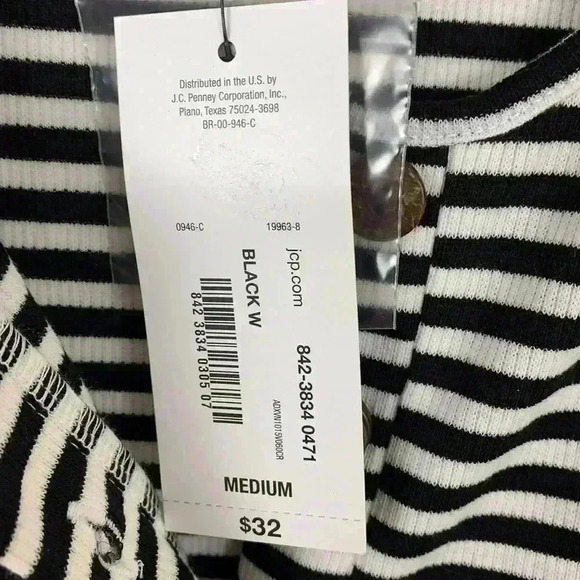 Distributed in the U.S. by
J.C. Penney Corporation, Inc.,
Plano, Texas 75024-3698
BR-00-946-C
0946-C
19963-8
jcp.com
BLACK W
842 3834 0305 07
842-3834 0471
MEDIUM
$32